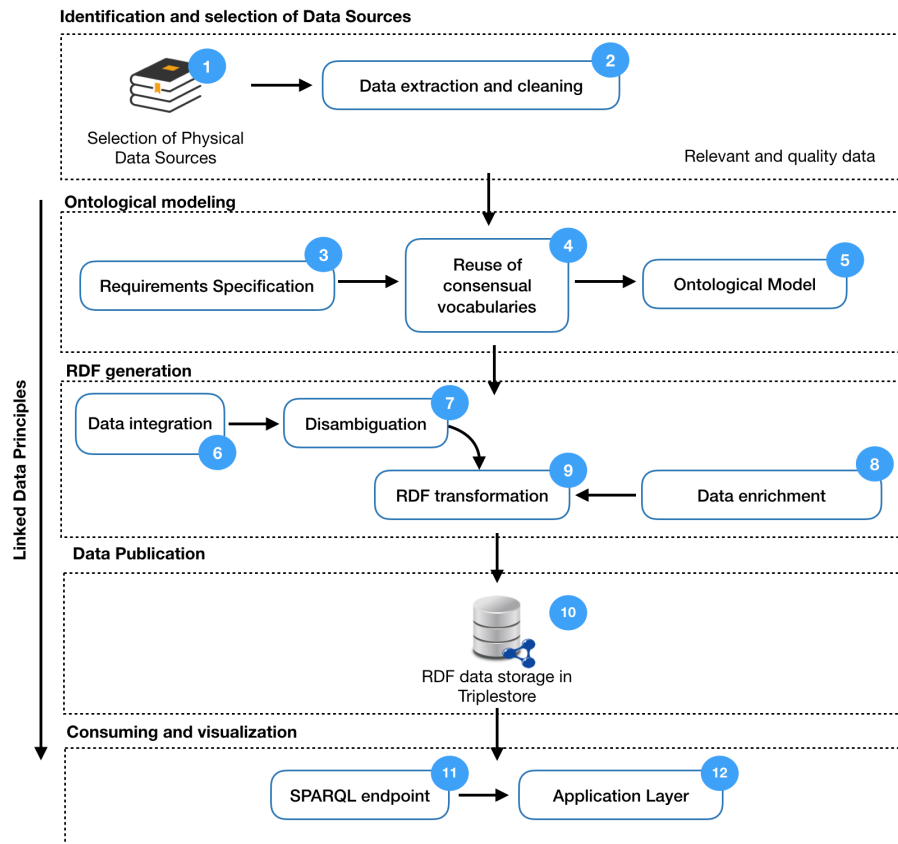 Identification and selection of Data Sources
1
2
Data extraction and cleaning
Selection of Physical
Data Sources
Relevant and quality data
Linked Data Principles
Ontological modeling
3
Requirements Specification
4
Reuse of
consensual
vocabularies
5
Ontological Model
RDF generation
Data integration
6
7
Disambiguation
9
RDF transformation
8
Data enrichment
Data Publication
10
RDF data storage in
Triplestore
Consuming and visualization
11
SPARQL endpoint
12
Application Layer